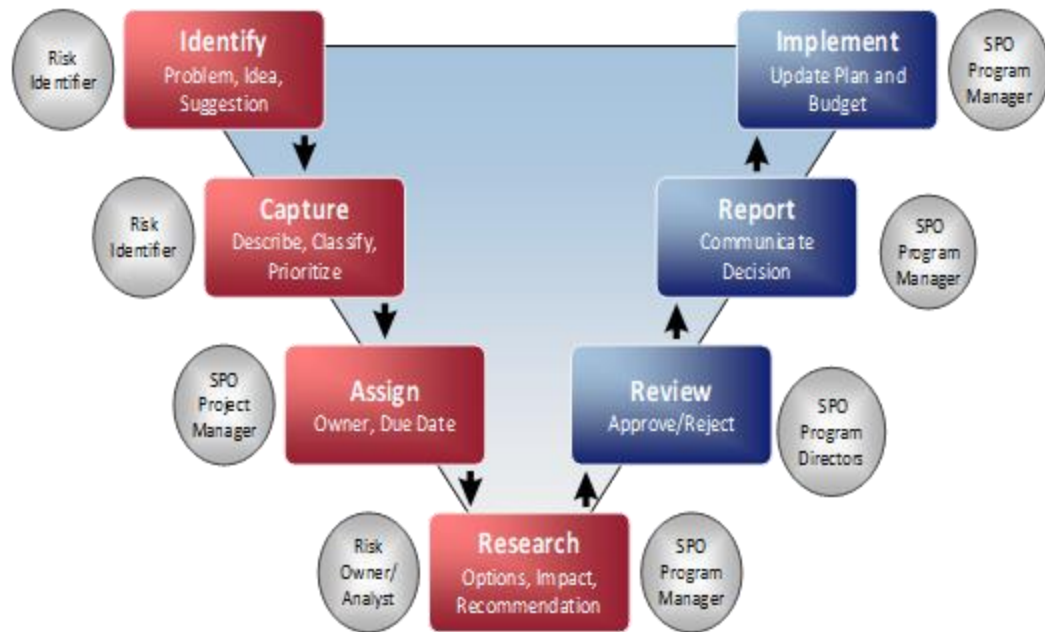 Risk
Identifier
Identify
Problem, Idea,
Suggestion
Implement
Update Plan and
Budget
SPO
Program
Manager
Risk
Identifier
Capture
Describe, Classify,
Prioritize
Report
Communicate
Decision
SPO
Program
Manager
SPO
Project
Manager
Assign
Owner, Due Date
Review
Approve/Reject
SPO
Program
Directors
Risk
Owner/
Analyst
Research
Options, Impact,
Recommendation
SPO
Program
Manager